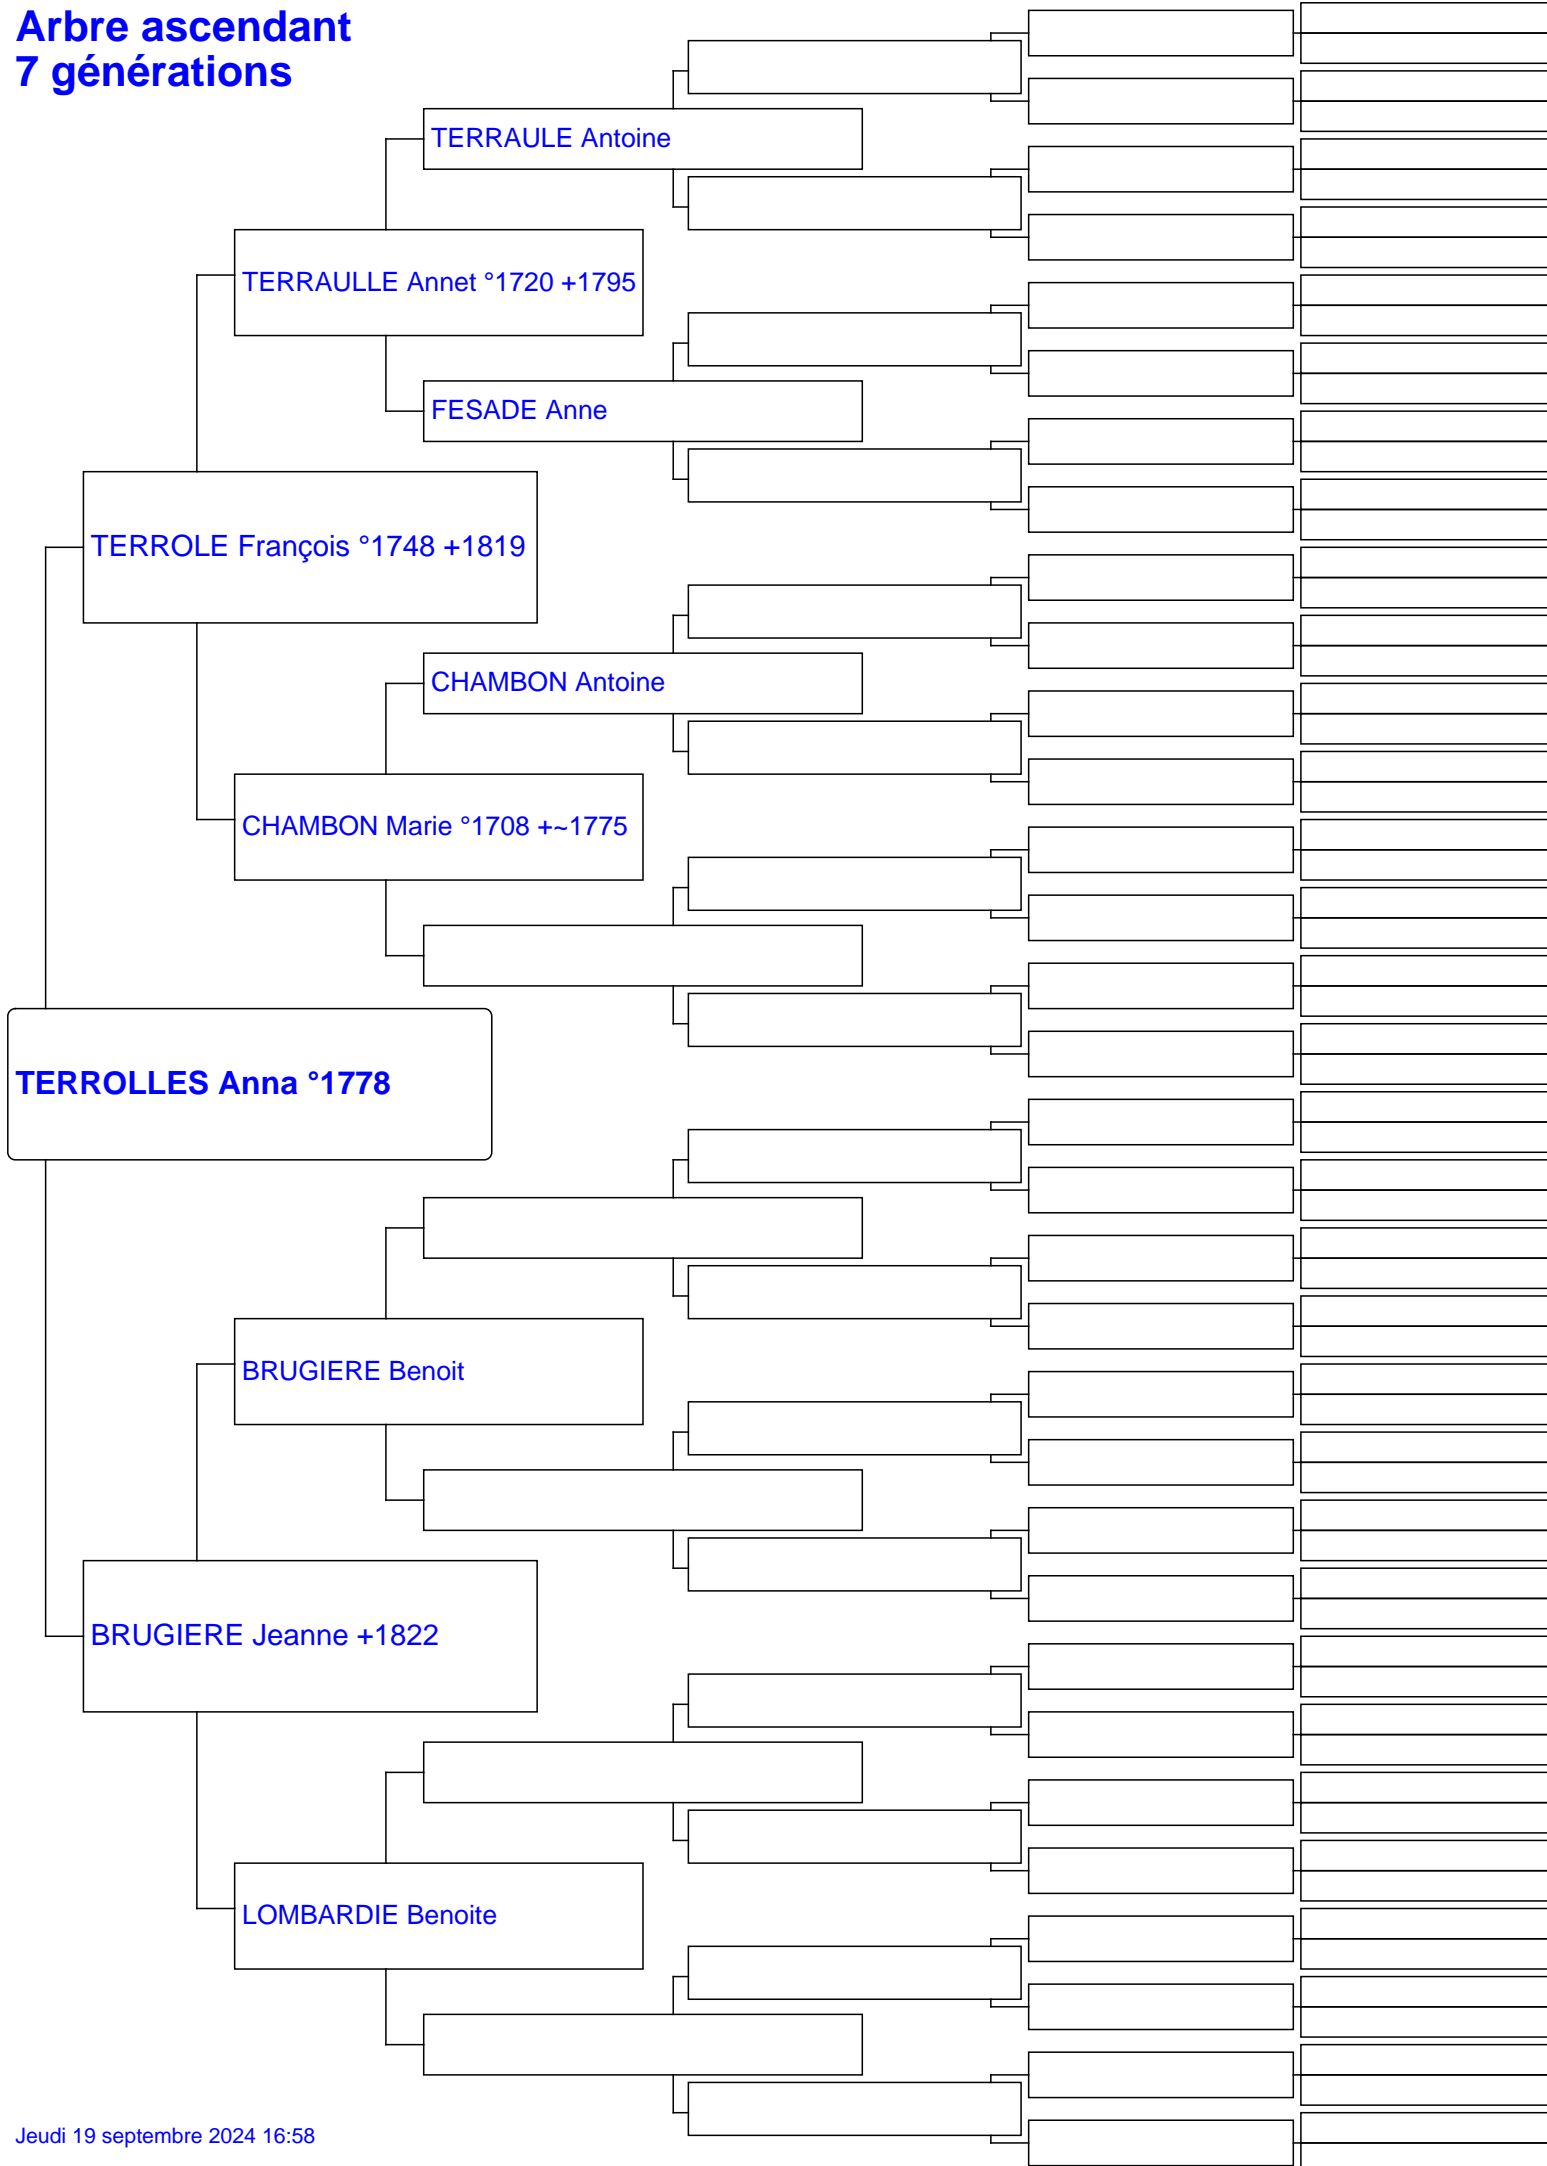 Arbre ascendant
7 générations
TERRAULE Antoine
TERRAULLE Annet °1720 +1795
FESADE Anne
TERROLE François °1748 +1819
CHAMBON Antoine
CHAMBON Marie °1708 +~1775
TERROLLES Anna °1778
BRUGIERE Benoit
BRUGIERE Jeanne +1822
LOMBARDIE Benoite
Jeudi 19 septembre 2024 16:58